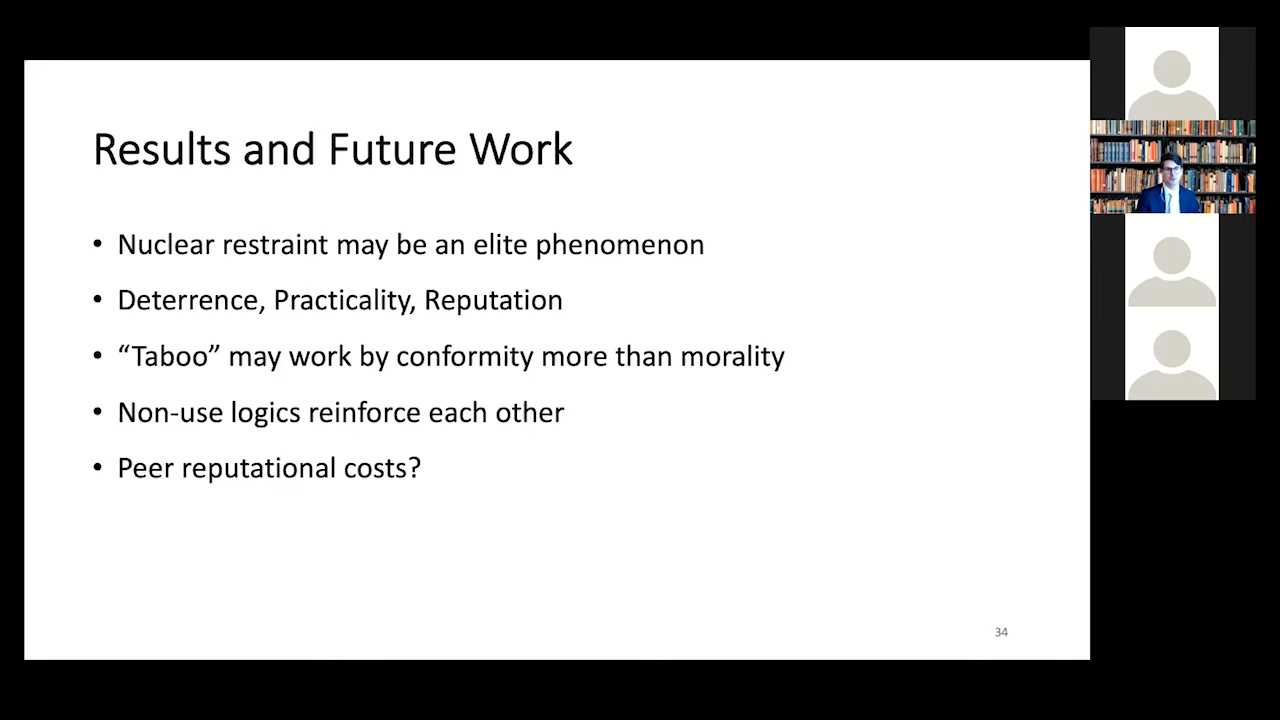 Results and Future Work
• Nuclear restraint may be an elite phenomenon
• Deterrence, Practicality, Reputation
• “Taboo” may work by conformity more than morality
• Non-use logics reinforce each other
• Peer reputational costs?
34